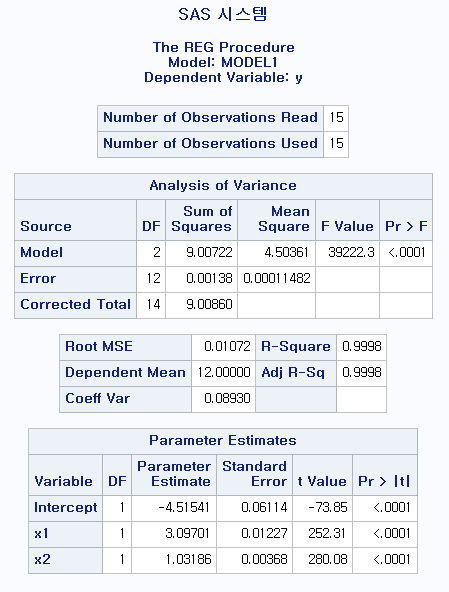 SAS 시스템
The REG Procedure
Model: MODEL1
Dependent Variable: y
Number of Observations Read 15
Number of Observations Used 15
Analysis of Variance
Source DF Sum of Squares Mean Square F Value Pr > F
Model 2 9.00722 4.50361 39222.3 <.0001
Error 12 0.00138 0.00011482
Corrected Total 14 9.00860
Root MSE 0.01072 R-Square 0.9998
Dependent Mean 12.00000 Adj R-Sq 0.9998
Coeff Var 0.08930
Parameter Estimates
Variable DF Parameter Estimate Standard Error t Value Pr > |t|
Intercept 1 -4.51541 0.06114 -73.85 <.0001
x1 1 3.09701 0.01227 252.31 <.0001
x2 1 1.03186 0.00368 280.08 <.0001